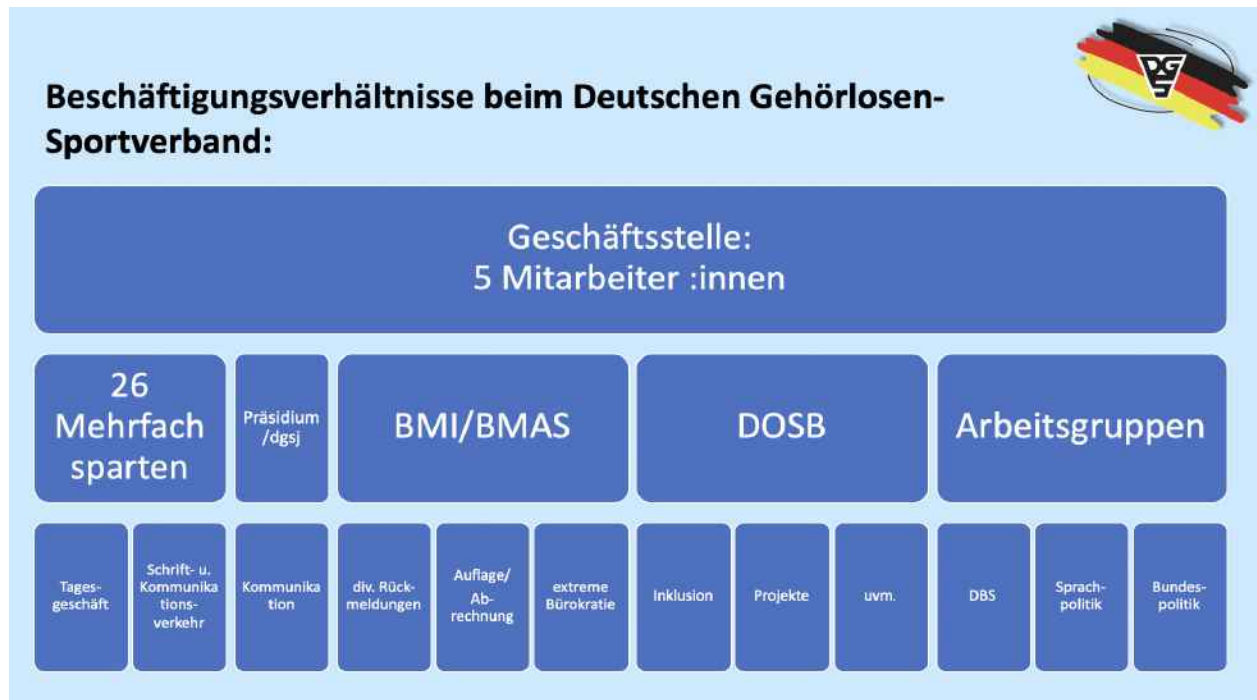 Beschäftigungsverhältnisse beim Deutschen Gehörlosen-
Sportverband:
DGS
Geschäftsstelle:
5 Mitarbeiter :innen
26
Mehrfach
sparten
Präsidium
/dgsj
BMI/BMAS
DOSB
Arbeitsgruppen
Tages-
geschäft
Schrift- u.
Kommunika
tions-
verkehr
Kommunika
tion
div. Rück-
meldungen
Auflage/
Ab-
rechnung
extreme
Bürokratie
Inklusion
Projekte
uvm.
DBS
Sprach-
politik
Bundes-
politik